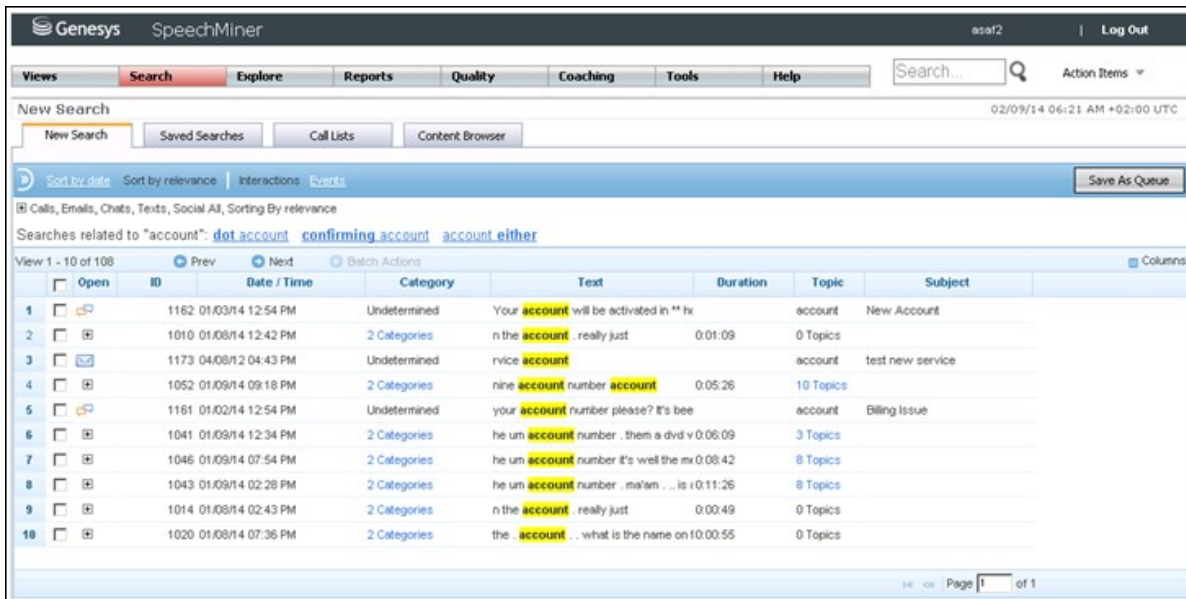 Genesys SpeechMiner asaf2 | Log Out
Views Search Explore Reports Quality Coaching Tools Help Search... Action Items
New Search 02/09/14 06:21 AM +02:00 UTC
New Search Saved Searches Call Lists Content Browser
Sort by date Sort by relevance | Interactions Events Save As Queue
Calls, Emails, Chats, Texts, Social All, Sorting By relevance
Searches related to "account": dot account confirming account account either
View 1 - 10 of 108 Prev Next Batch Actions Columns
Open ID Date / Time Category Text Duration Topic Subject
1 1162 01/03/14 12:54 PM Undetermined Your account will be activated in ** hc account New Account
2 1010 01/08/14 12:42 PM 2 Categories n the account . really just 0:01:09 0 Topics
3 1173 04/08/12 04:43 PM Undetermined rvice account account test new service
4 1052 01/09/14 09:18 PM 2 Categories nine account number account 0:05:26 10 Topics
5 1161 01/02/14 12:54 PM Undetermined your account number please? It's bee account Billing Issue
6 1041 01/09/14 12:34 PM 2 Categories he um account number . them a dvd v 0:06:09 3 Topics
7 1046 01/09/14 07:54 PM 2 Categories he um account number it's well the 0:08:42 8 Topics
8 1043 01/09/14 02:28 PM 2 Categories he um account number . ma'am . .. is 0:11:26 8 Topics
9 1014 01/08/14 02:43 PM 2 Categories n the account . really just 0:00:49 0 Topics
10 1020 01/08/14 07:36 PM 2 Categories the . account . . what is the name on 0:00:55 0 Topics
Page 1 of 1